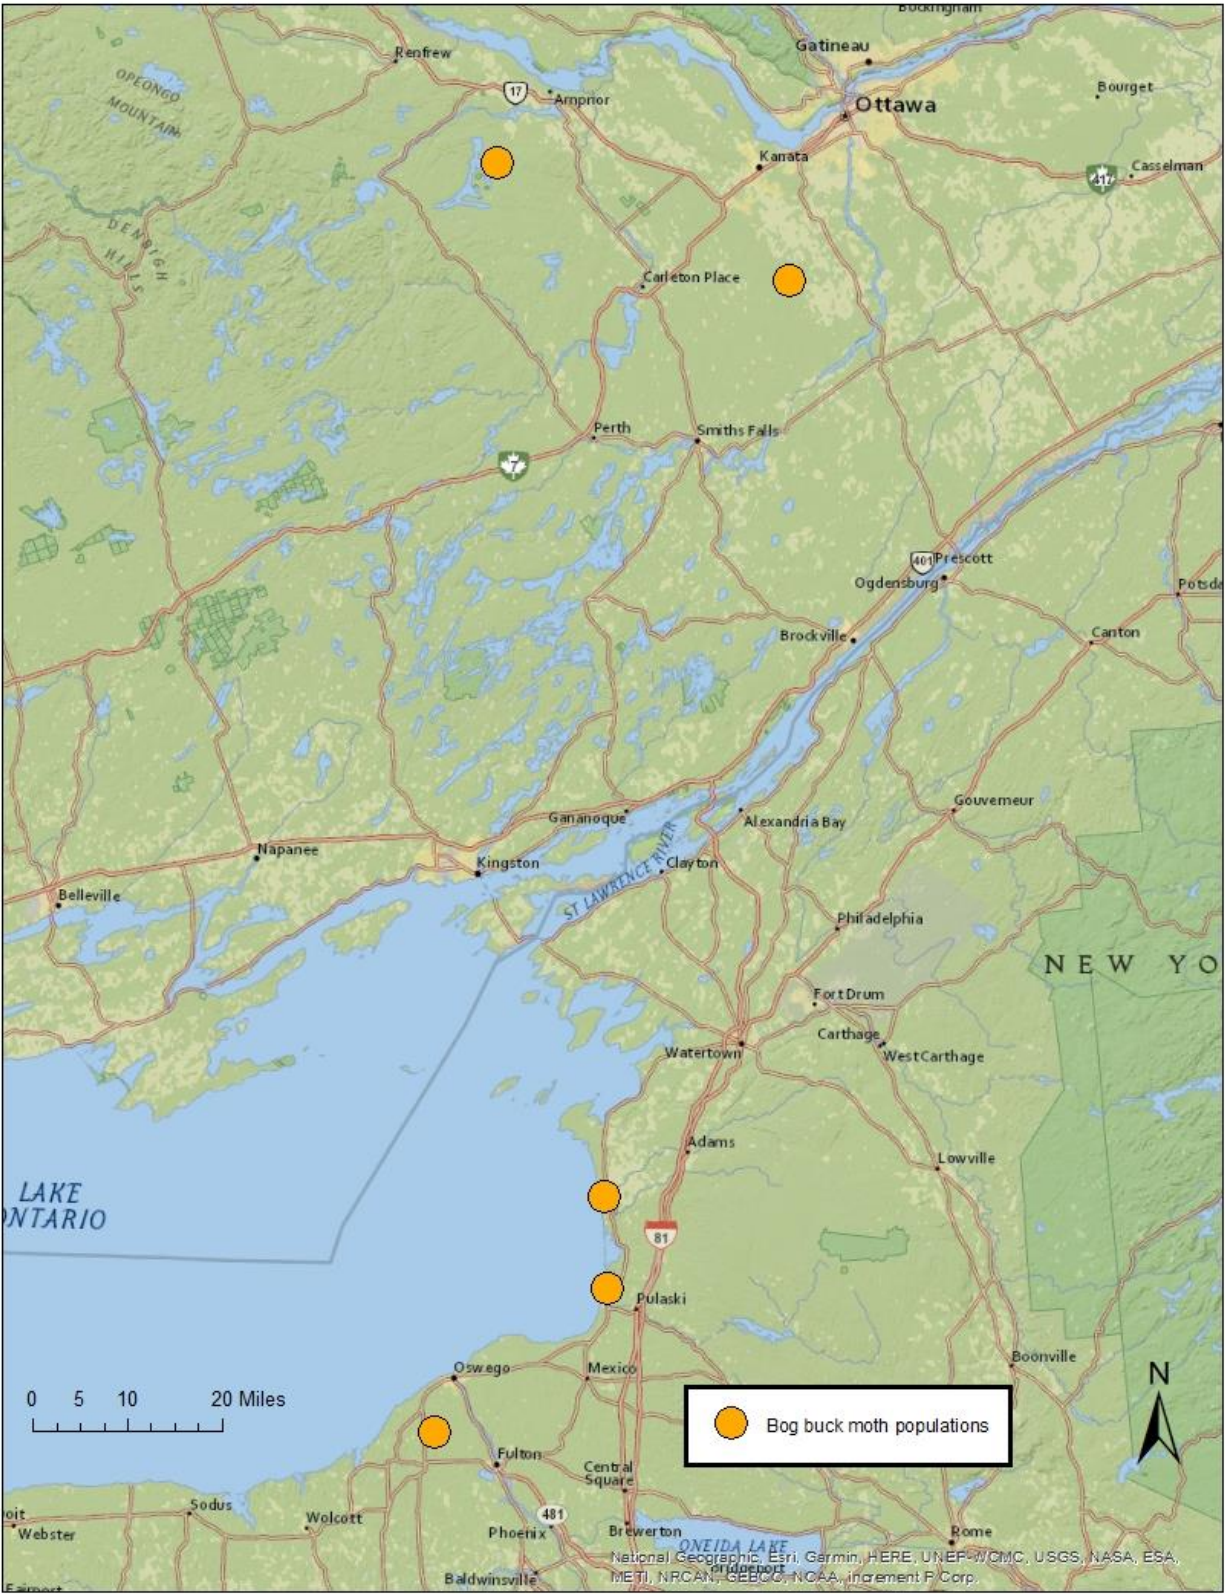 Buckingham
Gatineau
Renfrew
OPEONGO
MOUNTAIN
17
Arnprior
Bourget
Ottawa
Kanata
Casselman
417
DENBIGH
HILLS
Carleton Place
Perth
Smiths Falls
7
401
Prescott
Ogdensburg
Potsda
Brockville
Canton
Gananoque
Alexandria Bay
Gouverneur
Napanee
Kingston
Clayton
ST LAWRENCE RIVER
Belleville
Philadelphia
NEW YO
Fort Drum
Carthage
West Carthage
Watertown
Adams
Lowville
LAKE
ONTARIO
81
Pulaski
Boonville
Oswego
Mexico
N
0 5 10 20 Miles
Bog buck moth populations
Fulton
Central
Square
Sodus
Wolcott
481
oit
Webster
Phoenix
Brewerton
ONEIDA LAKE
Rome
Bridgeport
National Geographic, Esri, Garmin, HERE, UNEP-WCMC, USGS, NASA, ESA,
METI, NRCAN, GEBCO, NOAA, increment P Corp.
Baldwinsville
Fairport